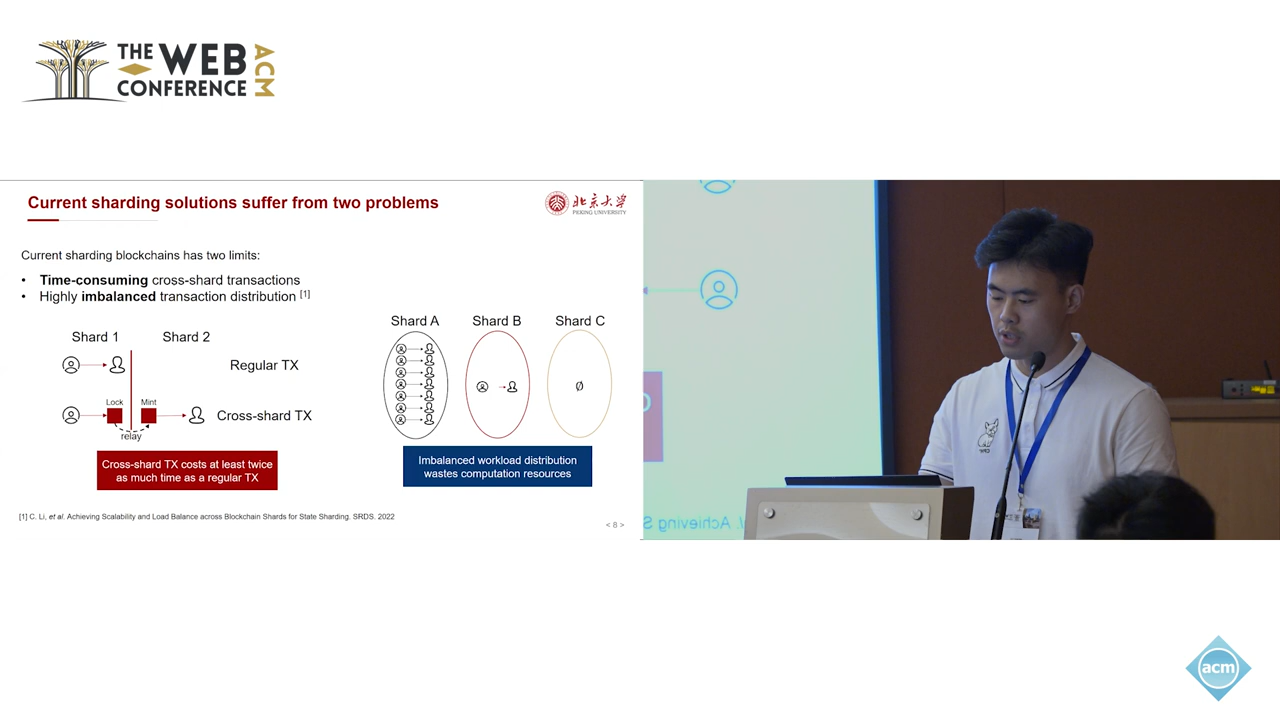 THE WEB
CONFERENCE
ACM
Current sharding solutions suffer from two problems
北京大学
PEKING UNIVERSITY
Current sharding blockchains has two limits:
• Time-consuming cross-shard transactions
• Highly imbalanced transaction distribution [1]
Shard 1
Shard 2
Regular TX
Lock
Mint
Cross-shard TX
relay
Cross-shard TX costs at least twice
as much time as a regular TX
Shard A
Shard B
Shard C
Ø
Imbalanced workload distribution
wastes computation resources
[1] C. Li, et al. Achieving Scalability and Load Balance across Blockchain Shards for State Sharding. SRDS. 2022
< 8 >
Achieving S
acm